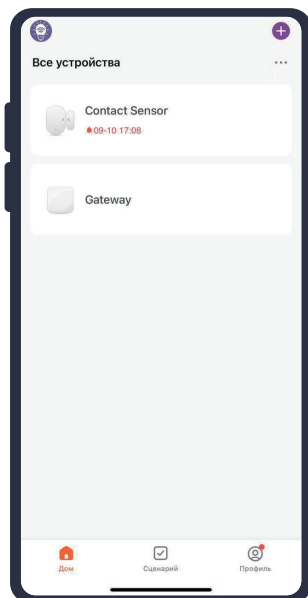 Все устройства
Contact Sensor
09-10 17:08
Gateway
Дом
Сценарий
Профиль